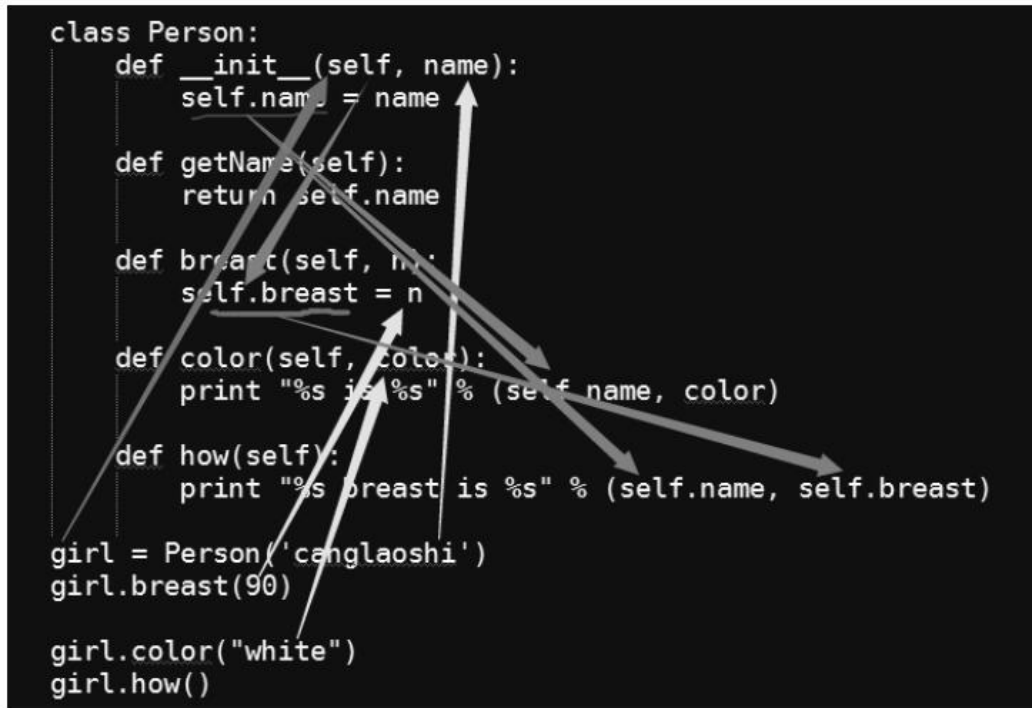 class Person:
    def __init__(self, name):
        self.name = name
    def getName(self):
        return self.name
    def breast(self, n):
        self.breast = n
    def color(self, color):
        print "%s is %s" % (self.name, color)
    def how(self):
        print "%s breast is %s" % (self.name, self.breast)
girl = Person('canglaoshi')
girl.breast(90)
girl.color("white")
girl.how()